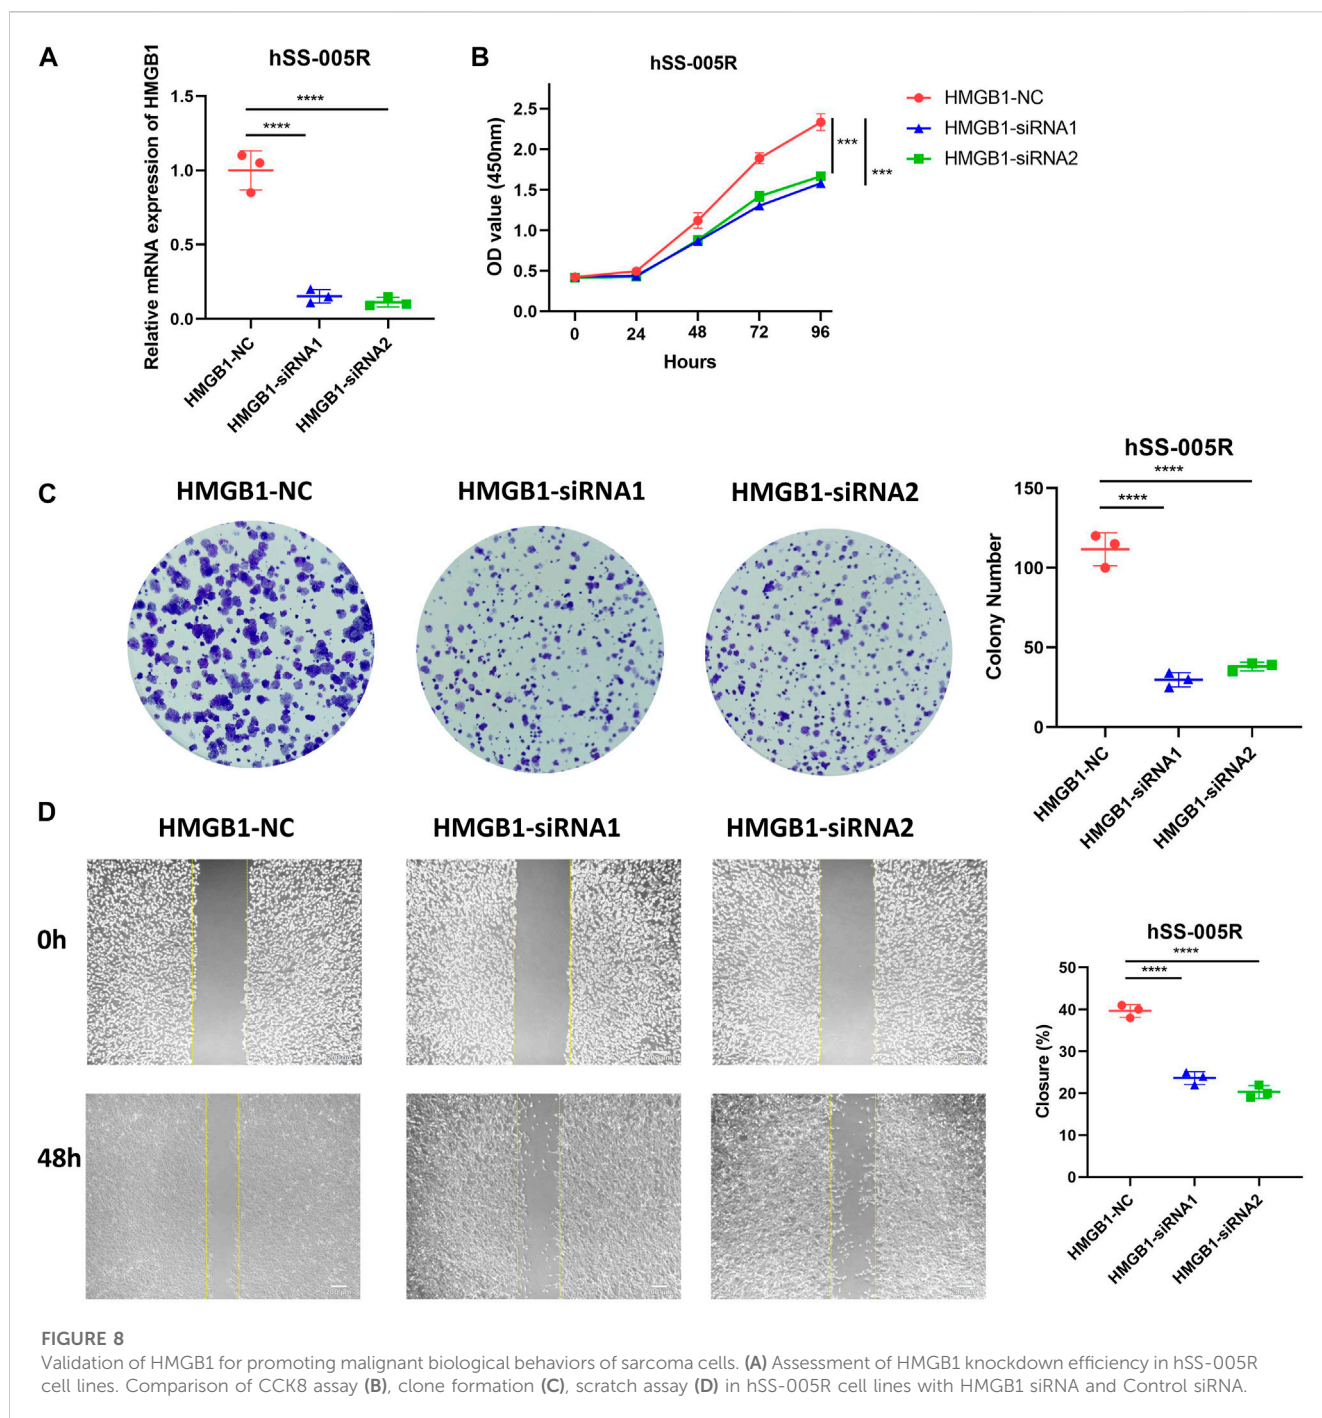 A
hSS-005R
Relative mRNA expression of HMGB1
****
****
1.5
1.0
0.5
0.0
HMGB1-NC
HMGB1-siRNA1
HMGB1-siRNA2
B
hSS-005R
OD value (450nm)
2.5
2.0
1.5
1.0
0.5
0.0
0 24 48 72 96
Hours
***
***
HMGB1-NC
HMGB1-siRNA1
HMGB1-siRNA2
C
HMGB1-NC HMGB1-siRNA1 HMGB1-siRNA2
hSS-005R
****
****
Colony Number
150
100
50
0
HMGB1-NC
HMGB1-siRNA1
HMGB1-siRNA2
D
HMGB1-NC HMGB1-siRNA1 HMGB1-siRNA2
0h
48h
hSS-005R
****
****
Closure (%)
50
40
30
20
10
0
HMGB1-NC
HMGB1-siRNA1
HMGB1-siRNA2
FIGURE 8
Validation of HMGB1 for promoting malignant biological behaviors of sarcoma cells. (A) Assessment of HMGB1 knockdown efficiency in hSS-005R
cell lines. Comparison of CCK8 assay (B), clone formation (C), scratch assay (D) in hSS-005R cell lines with HMGB1 siRNA and Control siRNA.